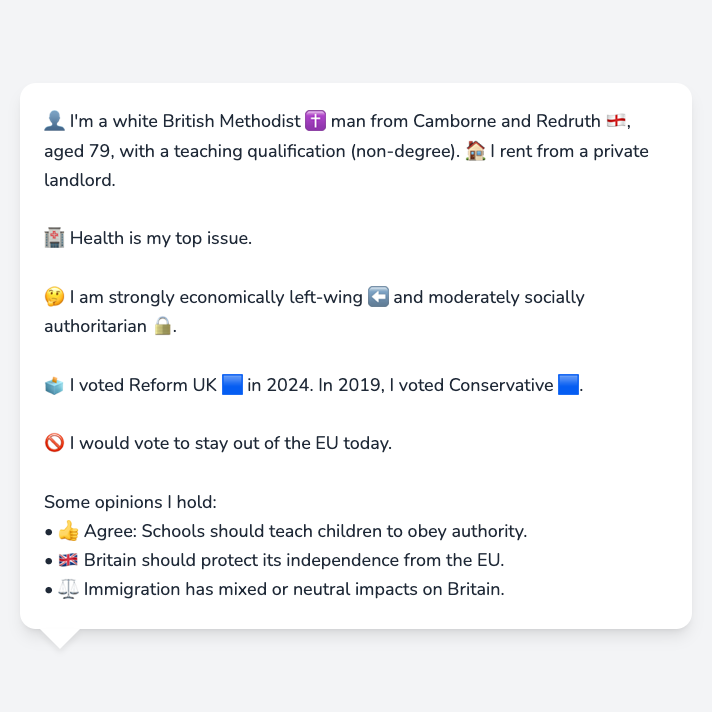 👤 I'm a white British Methodist ✝️ man from Camborne and Redruth 🏴󠁧󠁢󠁥󠁮󠁧󠁿,
aged 79, with a teaching qualification (non-degree). 🏠 I rent from a private
landlord.
🏥 Health is my top issue.
🤔 I am strongly economically left-wing ⬅️ and moderately socially
authoritarian 🔒.
🗳️ I voted Reform UK 🟦 in 2024. In 2019, I voted Conservative 🟦.
🚫 I would vote to stay out of the EU today.
Some opinions I hold:
• 👍 Agree: Schools should teach children to obey authority.
• 🇬🇧 Britain should protect its independence from the EU.
• ⚖️ Immigration has mixed or neutral impacts on Britain.